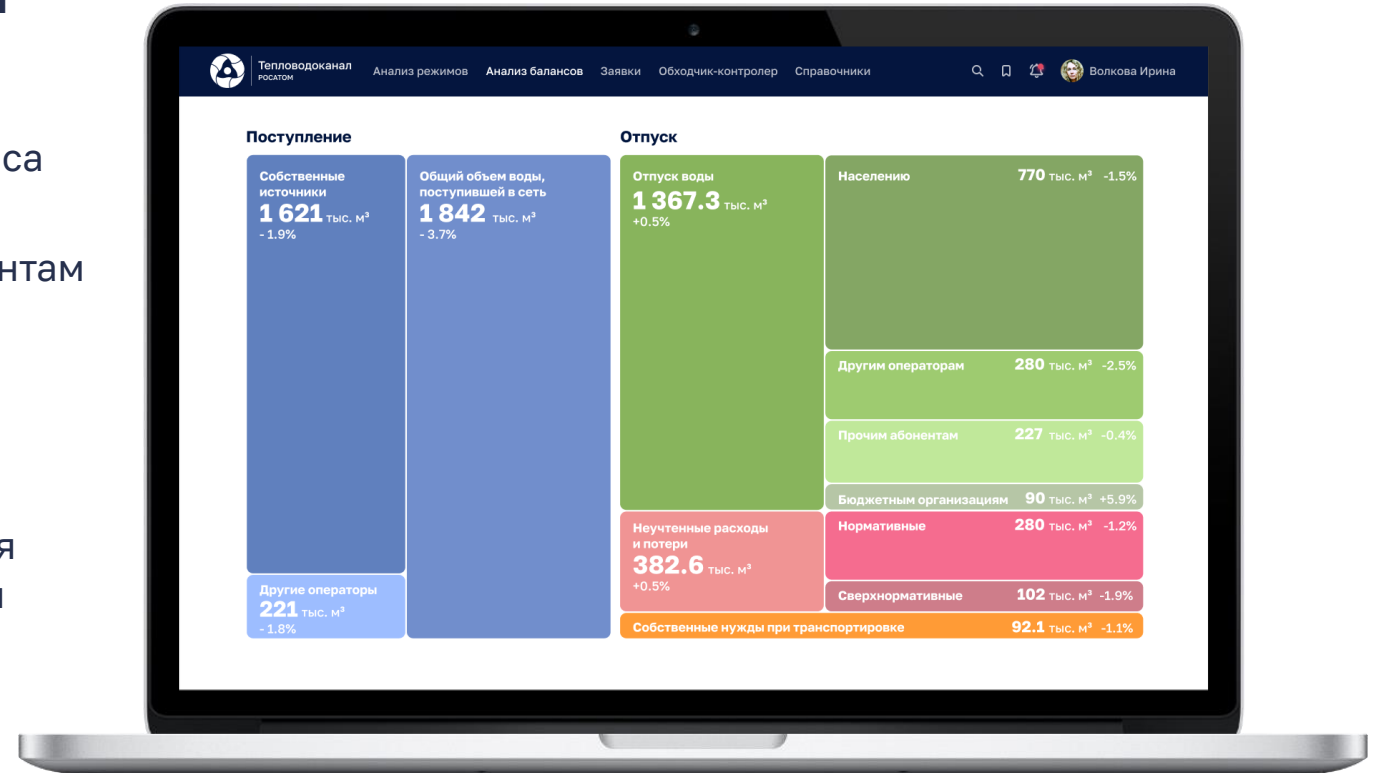 са
нтам
я
Тепловодоканал
РОСАТОМ
Анализ режимов Анализ балансов Заявки Обходчик-контролер Справочники Волкова Ирина
Поступление
Собственные
источники
1 621 тыс. м³
- 1.9%
Другие операторы
221 тыс. м³
- 1.8%
Общий объем воды,
поступившей в сеть
1 842 тыс. м³
- 3.7%
Отпуск
Отпуск воды
1 367.3 тыс. м³
+0.5%
Населению 770 тыс. м³ -1.5%
Другим операторам 280 тыс. м³ -2.5%
Прочим абонентам 227 тыс. м³ -0.4%
Бюджетным организациям 90 тыс. м³ +5.9%
Неучтенные расходы
и потери
382.6 тыс. м³
+0.5%
Нормативные 280 тыс. м³ -1.2%
Сверхнормативные 102 тыс. м³ -1.9%
Собственные нужды при транспортировке 92.1 тыс. м³ -1.1%